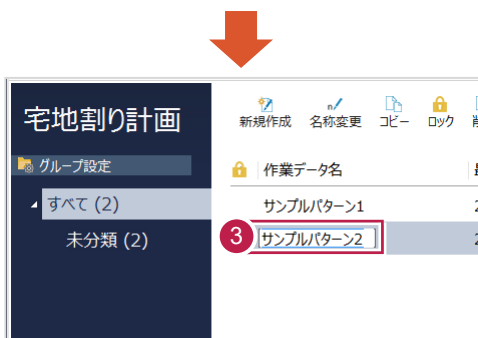 宅地割り計画
新規作成 名称変更 コピー ロック
グループ設定
作業データ名
すべて (2)
サンプルパターン1
未分類 (2)
3 サンプルパターン2